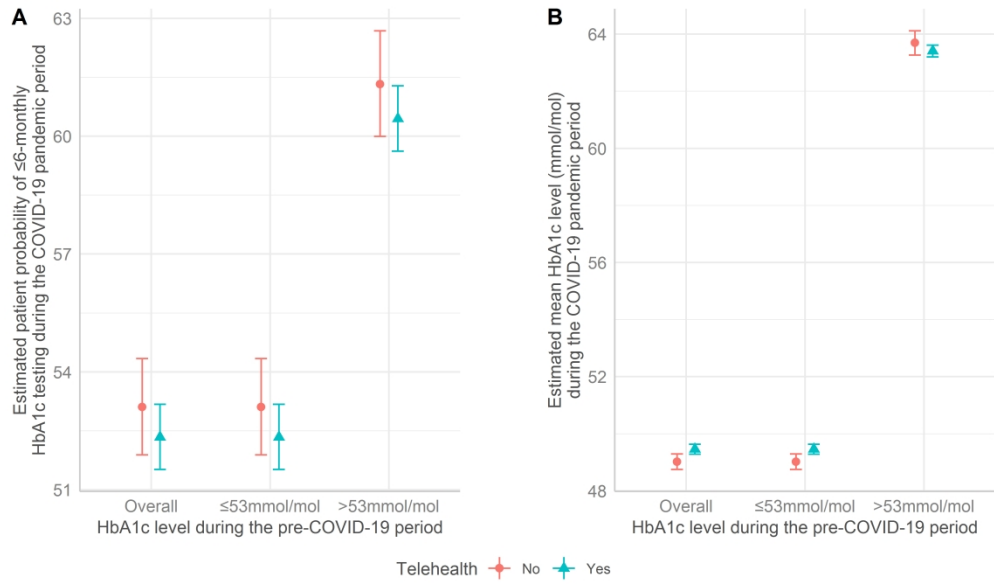 A
Estimated patient probability of ≤6-monthly
HbA1c testing during the COVID-19 pandemic period
63
60
57
54
51
Overall
≤53mmol/mol
>53mmol/mol
HbA1c level during the pre-COVID-19 period
B
Estimated mean HbA1c level (mmol/mol)
during the COVID-19 pandemic period
64
60
56
52
48
Overall
≤53mmol/mol
>53mmol/mol
HbA1c level during the pre-COVID-19 period
Telehealth No Yes